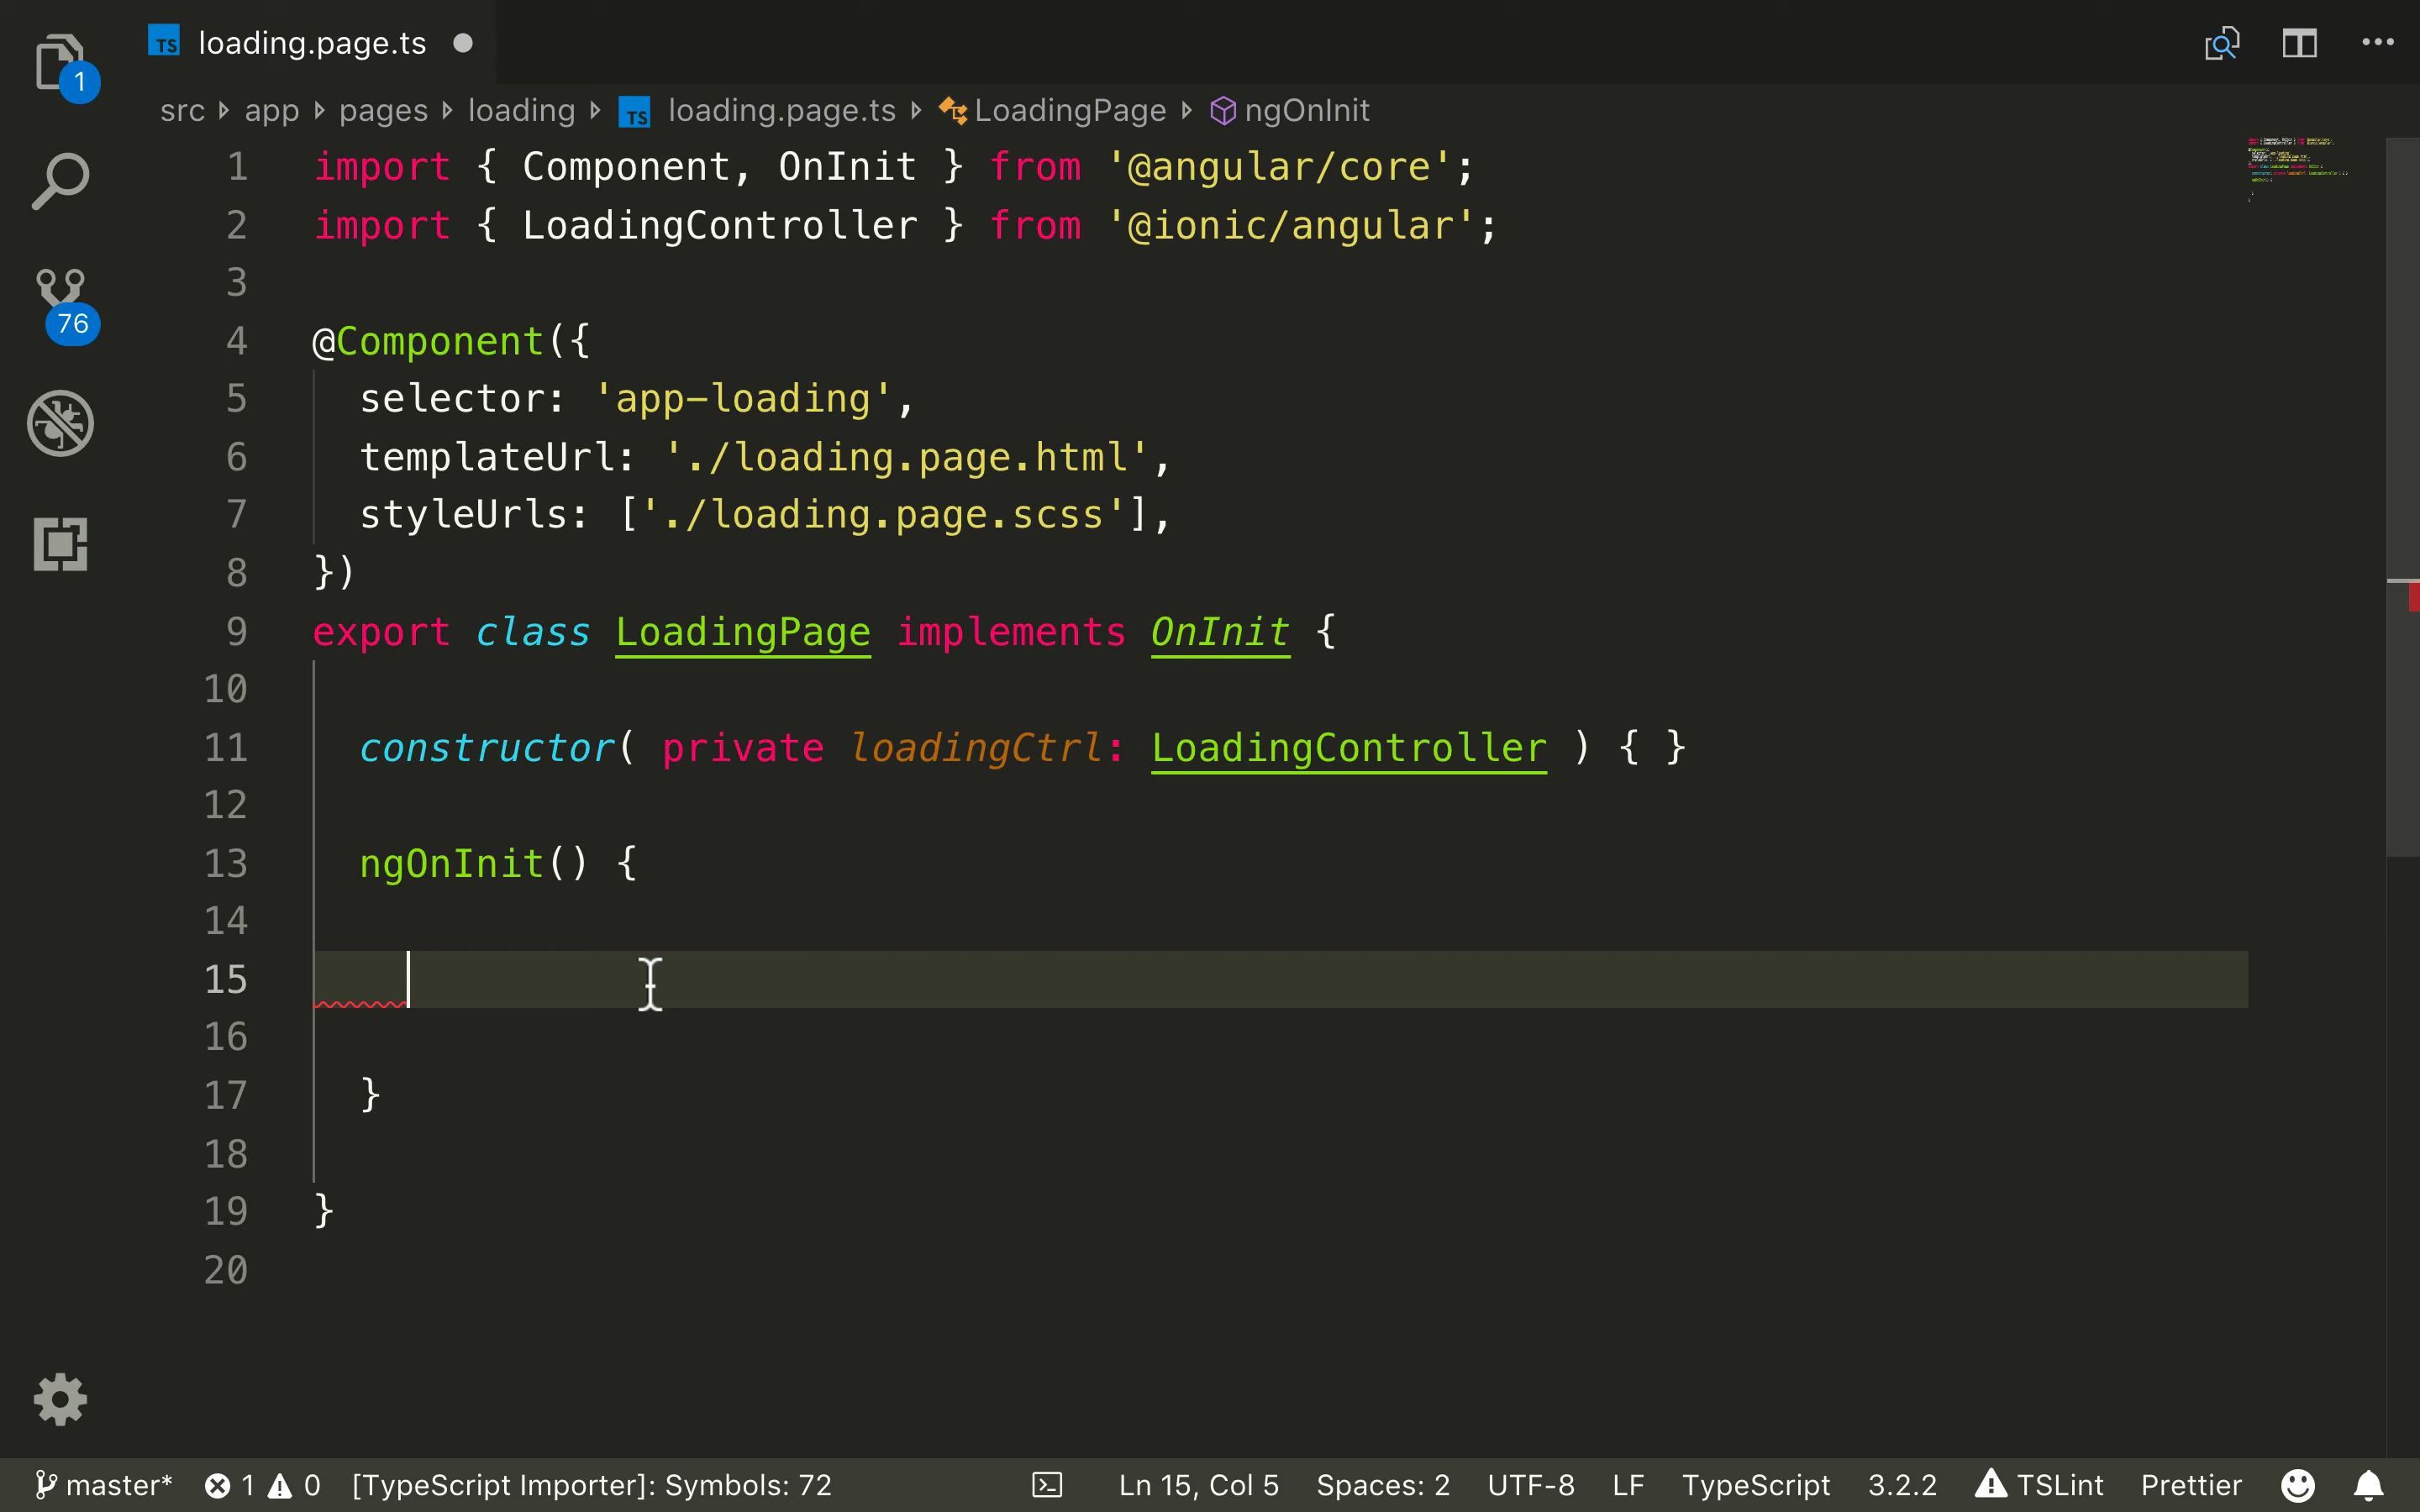 TS loading.page.ts
1
src app pages loading TS loading.page.ts LoadingPage ngOnInit
1 import { Component, OnInit } from '@angular/core';
2 import { LoadingController } from '@ionic/angular';
3
4 @Component({
76
5 selector: 'app-loading',
6 templateUrl: './loading.page.html',
7 styleUrls: ['./loading.page.scss'],
8 })
9 export class LoadingPage implements OnInit {
10
11 constructor( private loadingCtrl: LoadingController ) { }
12
13 ngOnInit() {
14
15
16
17 }
18
19 }
20
master* 1 0 [TypeScript Importer]: Symbols: 72 Ln 15, Col 5 Spaces: 2 UTF-8 LF TypeScript 3.2.2 TSLint Prettier